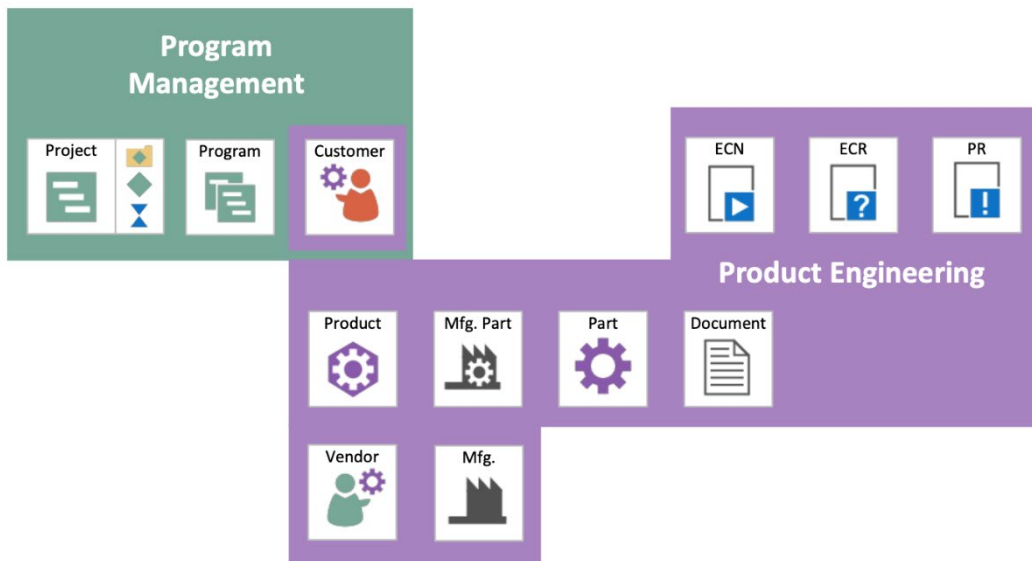 Program
Management
Project
Program
Customer
ECN
ECR
PR
Product Engineering
Product
Mfg. Part
Part
Document
Vendor
Mfg.